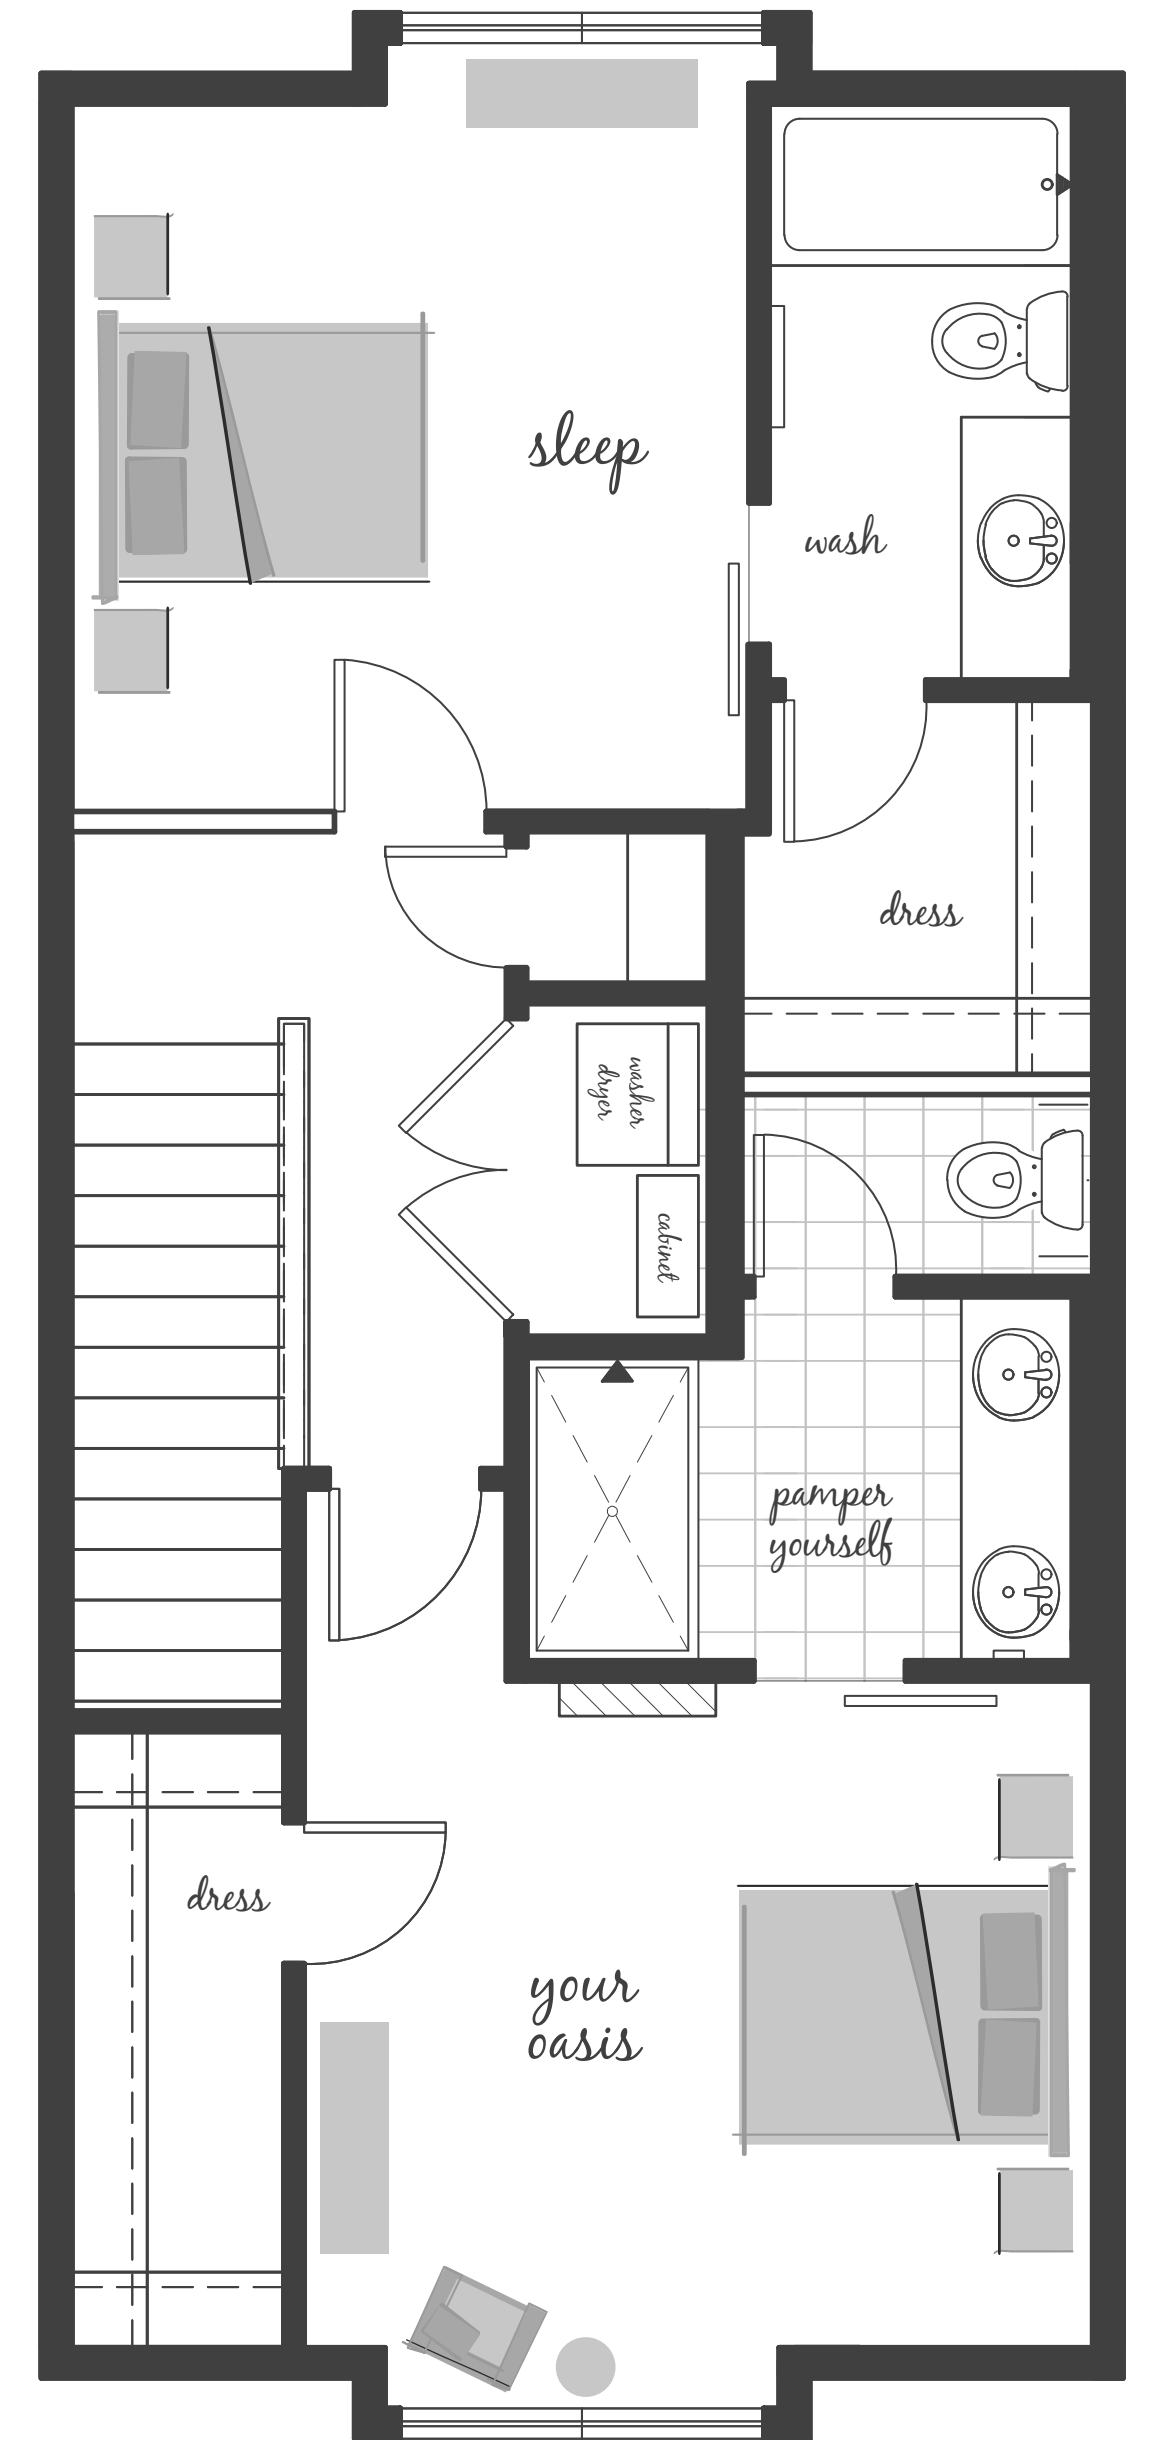 sleep
wash
dress
washer
dryer
cabinet
pamper
yourself
dress
your
oasis